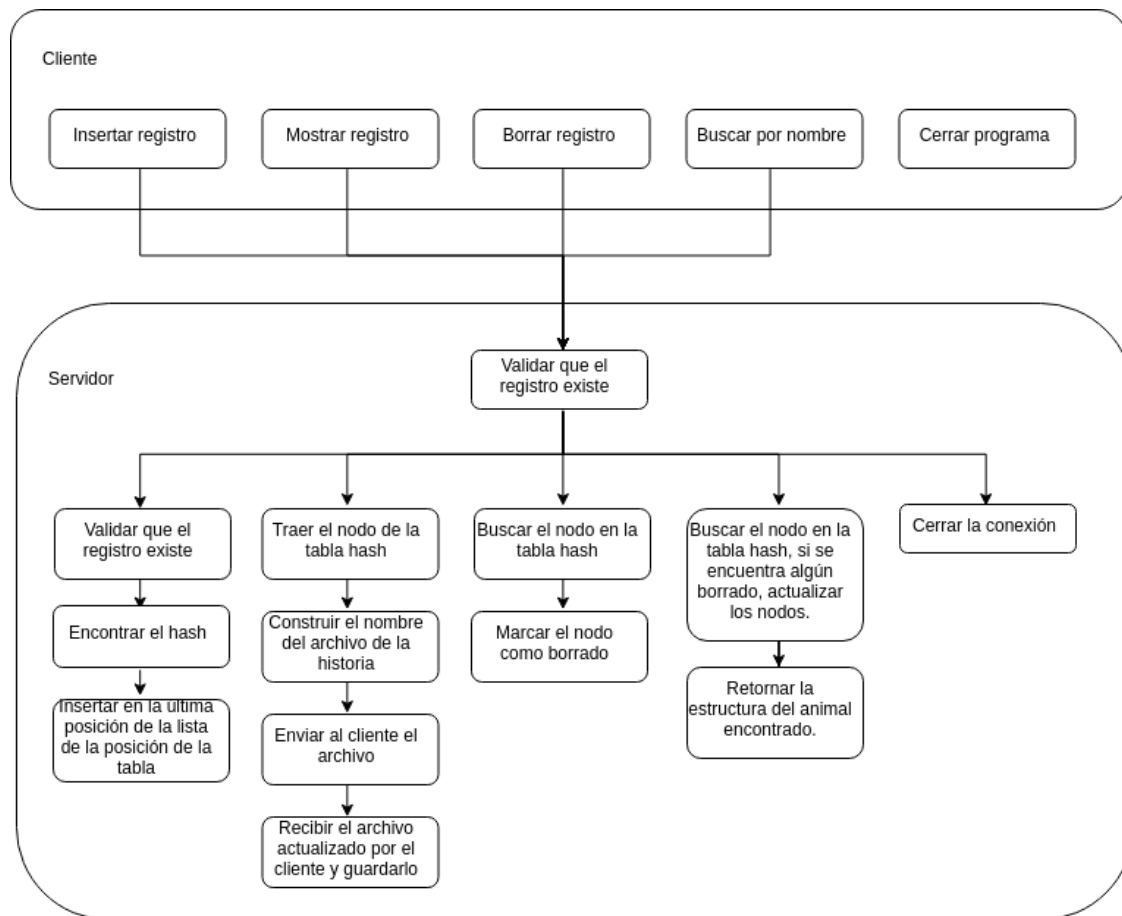 Cliente
Insertar registro
Mostrar registro
Borrar registro
Buscar por nombre
Cerrar programa
Servidor
Validar que el
registro existe
Validar que el
registro existe
Encontrar el hash
Insertar en la última
posición de la lista
de la posición de la
tabla
Traer el nodo de la
tabla hash
Construir el nombre
del archivo de la
historia
Enviar al cliente el
archivo
Recibir el archivo
actualizado por el
cliente y guardarlo
Buscar el nodo en la
tabla hash
Marcar el nodo
como borrado
Buscar el nodo en la
tabla hash, si se
encuentra algún
borrado, actualizar
los nodos.
Retornar la
estructura del animal
encontrado.
Cerrar la conexión